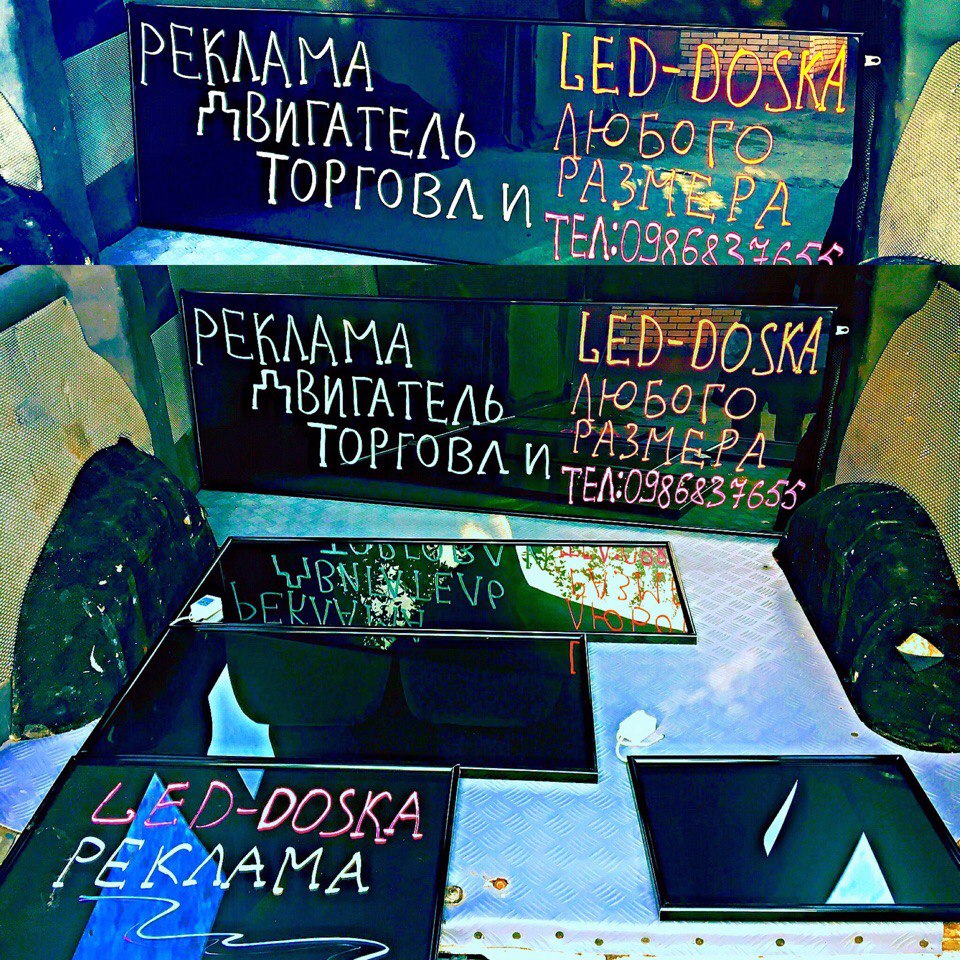 РЕКЛАМА
ДВИГАТЕЛЬ
ТОРГОВЛИ
LED-DOSKA
ЛЮБОГО
РАЗМЕРА
ТЕЛ:0986837655
РЕКЛАМА
ДВИГАТЕЛЬ
ТОРГОВЛИ
LED-DOSKA
ЛЮБОГО
РАЗМЕРА
ТЕЛ:0986837655
LED-DOSKA
РЕКЛАМА